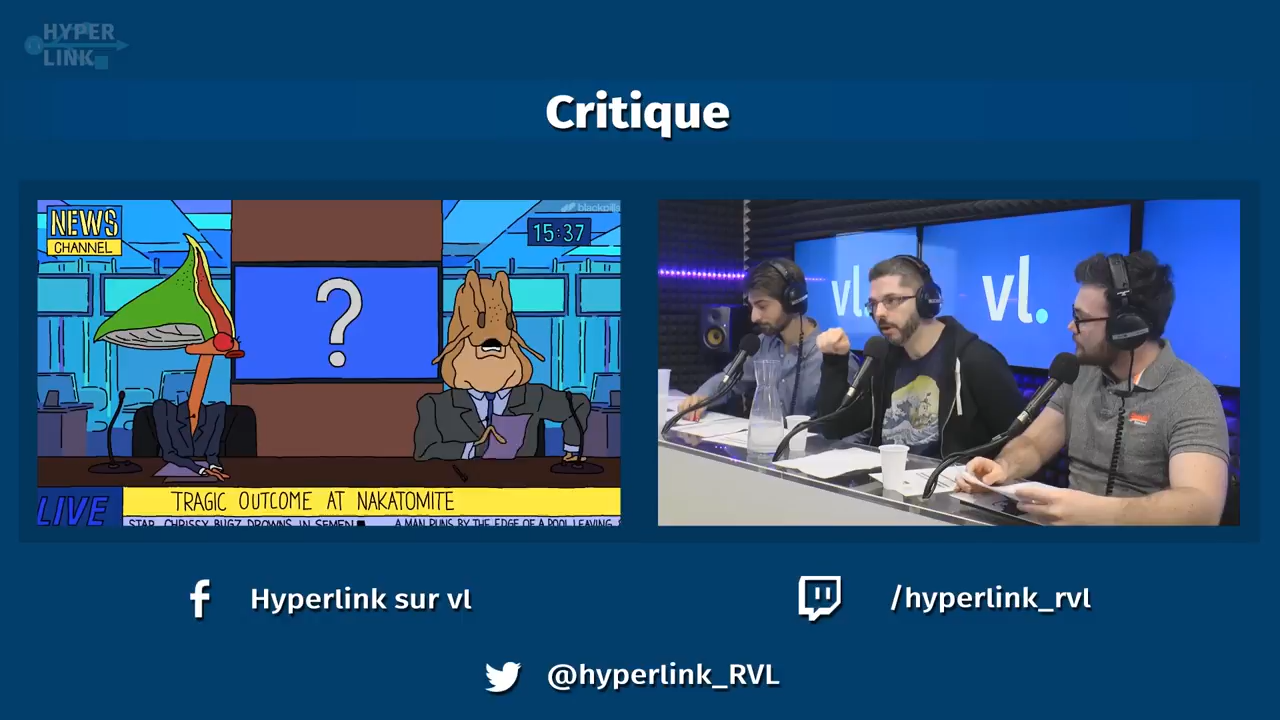 HYPER
LINK
Critique
NEWS
CHANNEL
blackpills
15:37
TRAGIC OUTCOME AT NAKATOMITE
LIVE
STAR CHRISSY BUGZ DROWNS IN SEMEN
A MAN RUNS BY THE EDGE OF A POOL LEAVING
vl.
vl.
Hyperlink sur vl
/hyperlink_rvl
@hyperlink_RVL